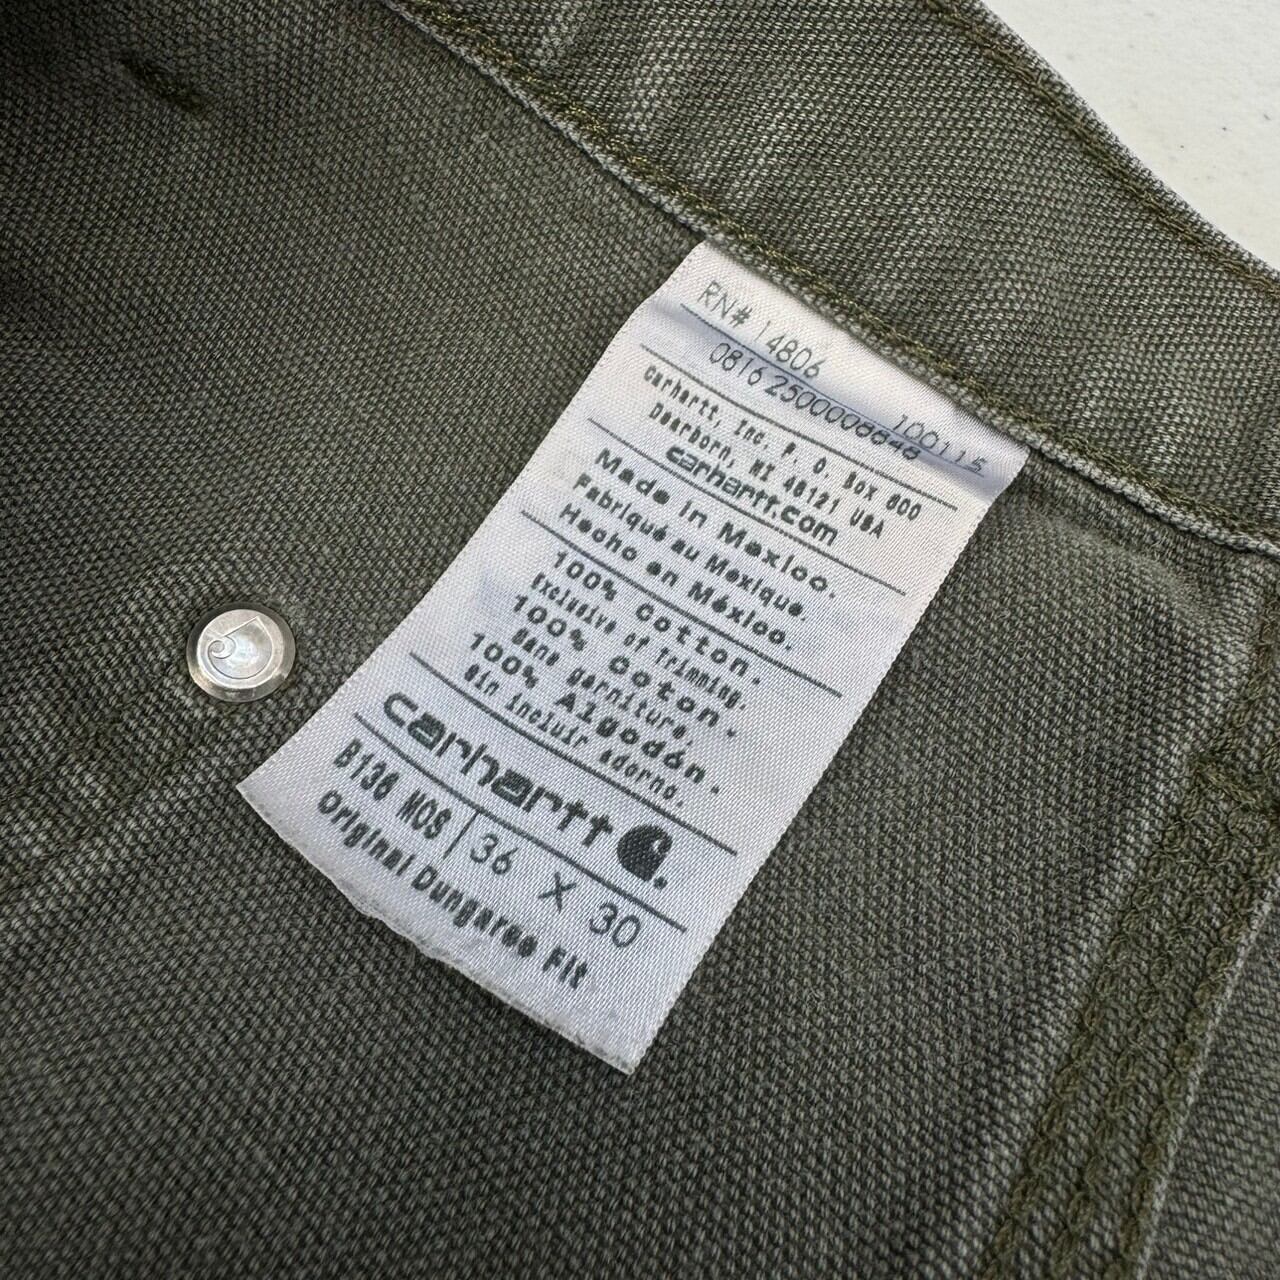 RN# 14806
0816 2500008848 100115
Carhartt, Inc. P. O. Box 600
Dearborn, MI 48121 USA
carhartt.com
Made in Mexico.
Fabriqué au Mexique.
Hecho en México.
100% Cotton.
Exclusive of Trimming.
100% Coton.
Sans garniture.
100% Algodón.
Sin incluir adorno.
carhartt
B136 MOS 36 X 30
Original Dungaree Fit